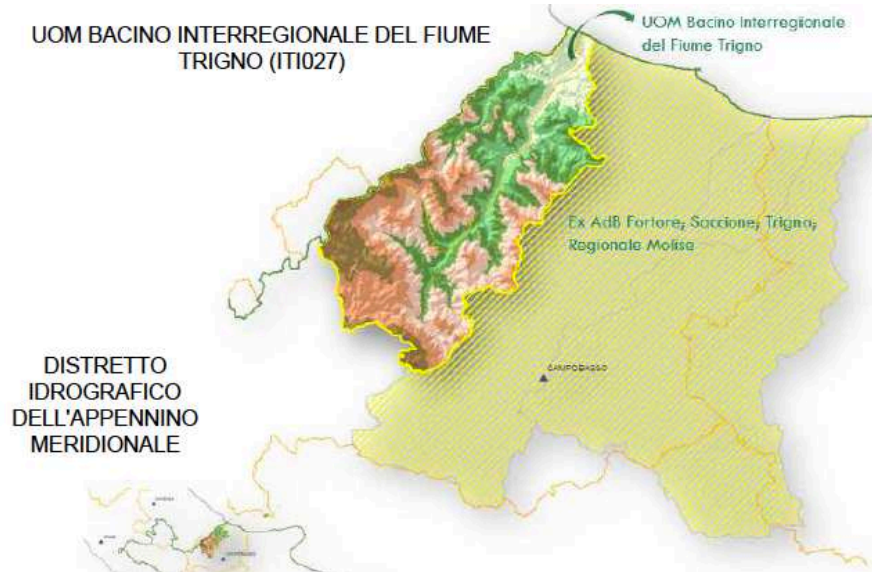 UOM BACINO INTERREGIONALE DEL FIUME
TRIGNO (ITI027)
UOM Bacino Interregionale
del Fiume Trigno
Ex AdB Fortore, Saccione, Trigno,
Regionale Molise
CAMPOBASSO
DISTRETTO
IDROGRAFICO
DELL'APPENNINO
MERIDIONALE